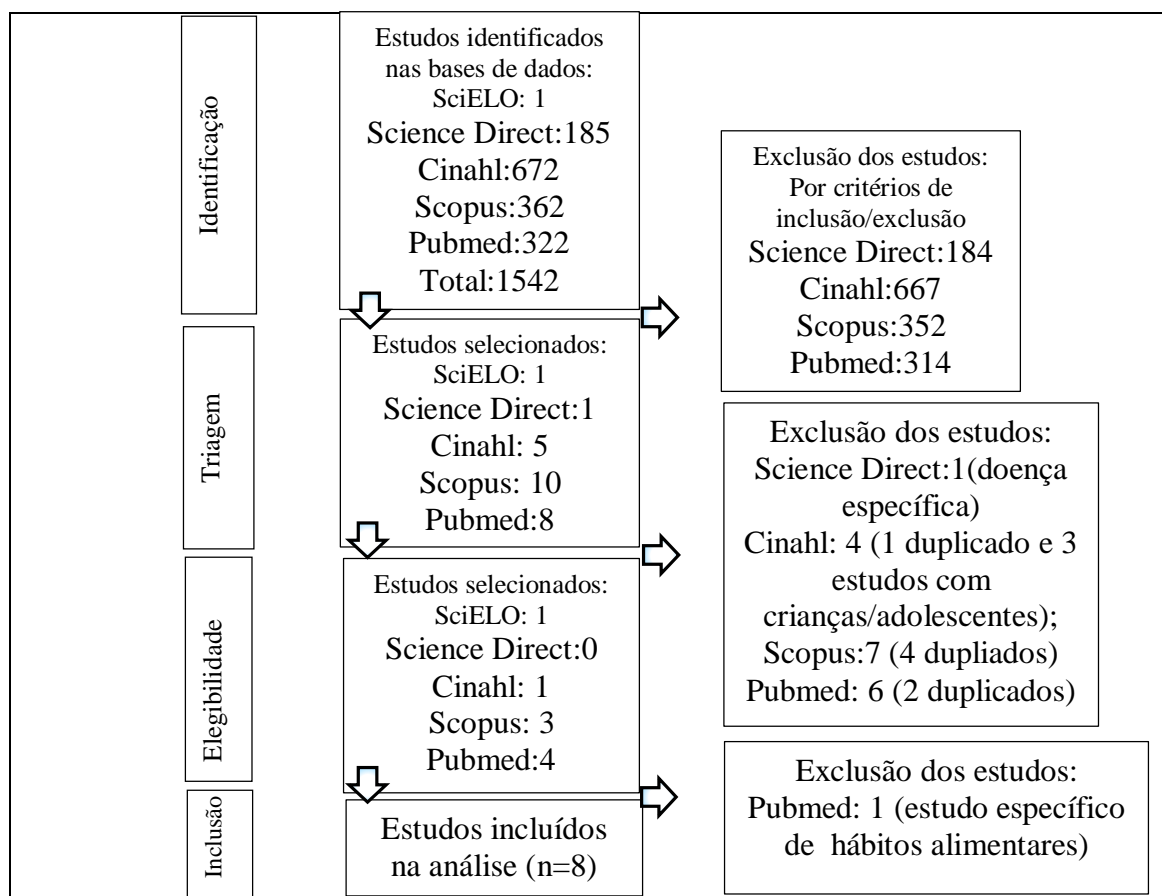 Identificação
Estudos identificados
nas bases de dados:
SciELO: 1
Science Direct:185
Cinahl:672
Scopus:362
Pubmed:322
Total:1542
Exclusão dos estudos:
Por critérios de
inclusão/exclusão
Science Direct:184
Cinahl:667
Scopus:352
Pubmed:314
Triagem
Estudos selecionados:
SciELO: 1
Science Direct:1
Cinahl: 5
Scopus: 10
Pubmed:8
Exclusão dos estudos:
Science Direct:1(doença
específica)
Cinahl: 4 (1 duplicado e 3
estudos com
crianças/adolescentes);
Scopus:7 (4 dupliados)
Pubmed: 6 (2 duplicados)
Elegibilidade
Estudos selecionados:
SciELO: 1
Science Direct:0
Cinahl: 1
Scopus: 3
Pubmed:4
Exclusão dos estudos:
Pubmed: 1 (estudo específico
de hábitos alimentares)
Inclusão
Estudos incluídos
na análise (n=8)